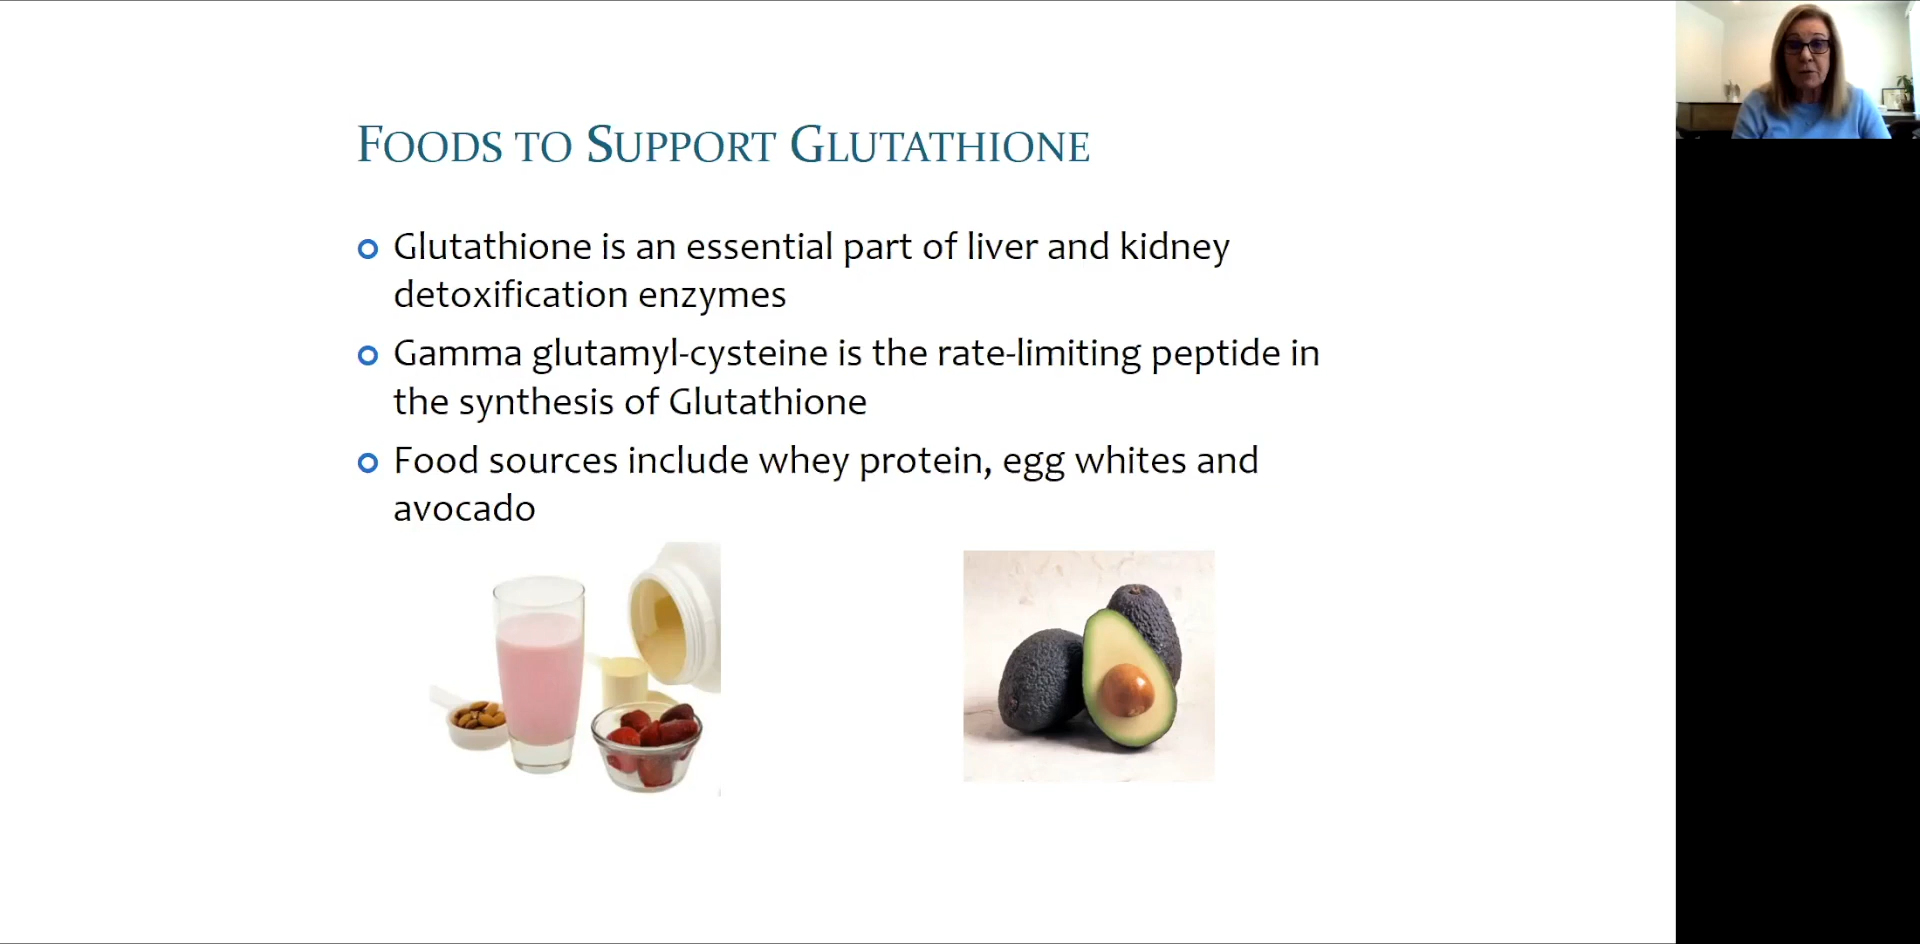 FOODS TO SUPPORT GLUTATHIONE
Glutathione is an essential part of liver and kidney
detoxification enzymes
Gamma glutamyl-cysteine is the rate-limiting peptide in
the synthesis of Glutathione
Food sources include whey protein, egg whites and
avocado